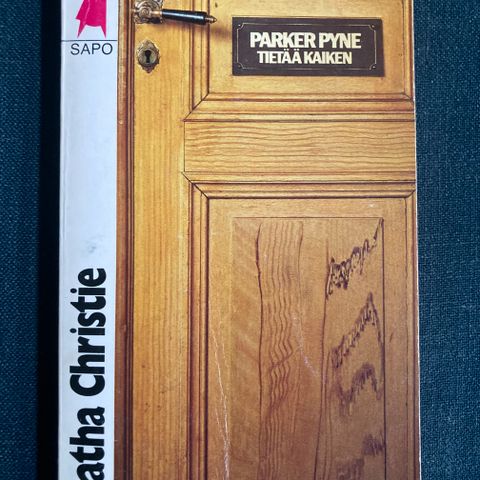 SAPO
PARKER PYNE
TIETÄÄ KAIKEN
atha Christie